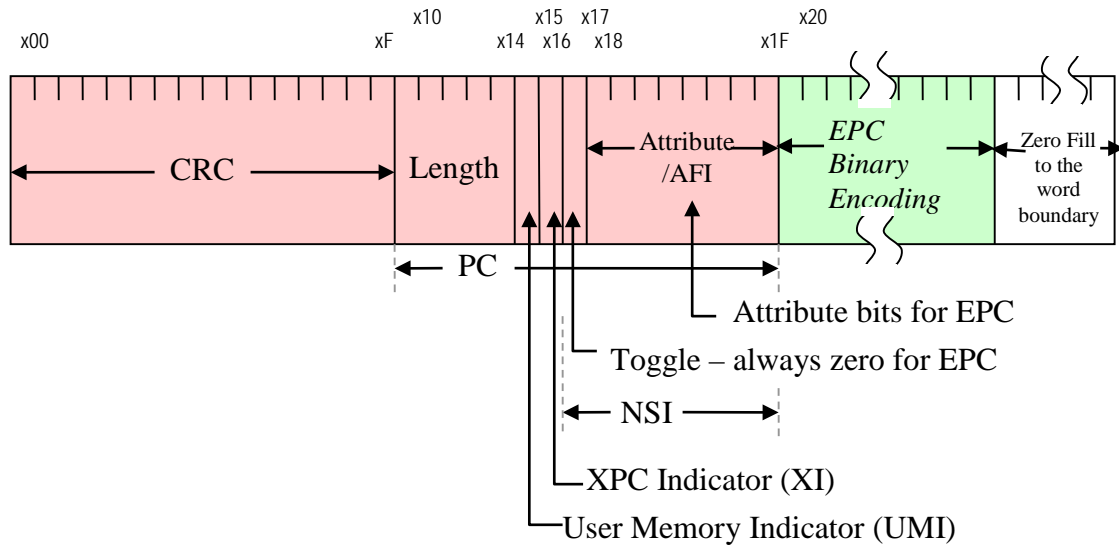 x10 x15 x17 x20
x00 xF x14 x16 x18 x1F
CRC
Length
Attribute
/AFI
EPC
Binary
Encoding
Zero Fill
to the
word
boundary
PC
Attribute bits for EPC
Toggle – always zero for EPC
NSI
XPC Indicator (XI)
User Memory Indicator (UMI)